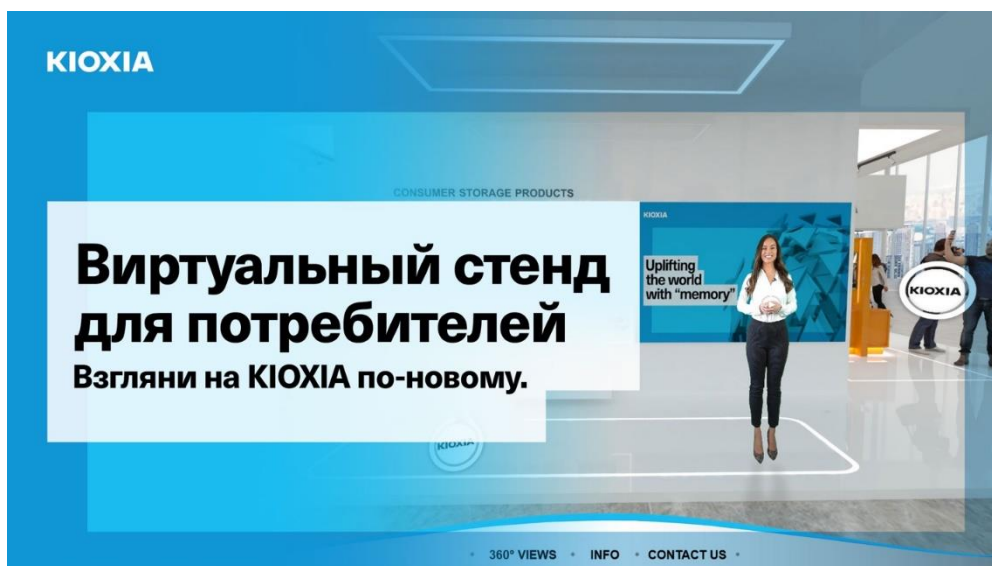 KIOXIA
CONSUMER STORAGE PRODUCTS
KIOXIA
Uplifting
the world
with “memory”
Виртуальный стенд
для потребителей
Взгляни на KIOXIA по-новому.
KIOXIA
KIOXIA
360° VIEWS • INFO • CONTACT US •